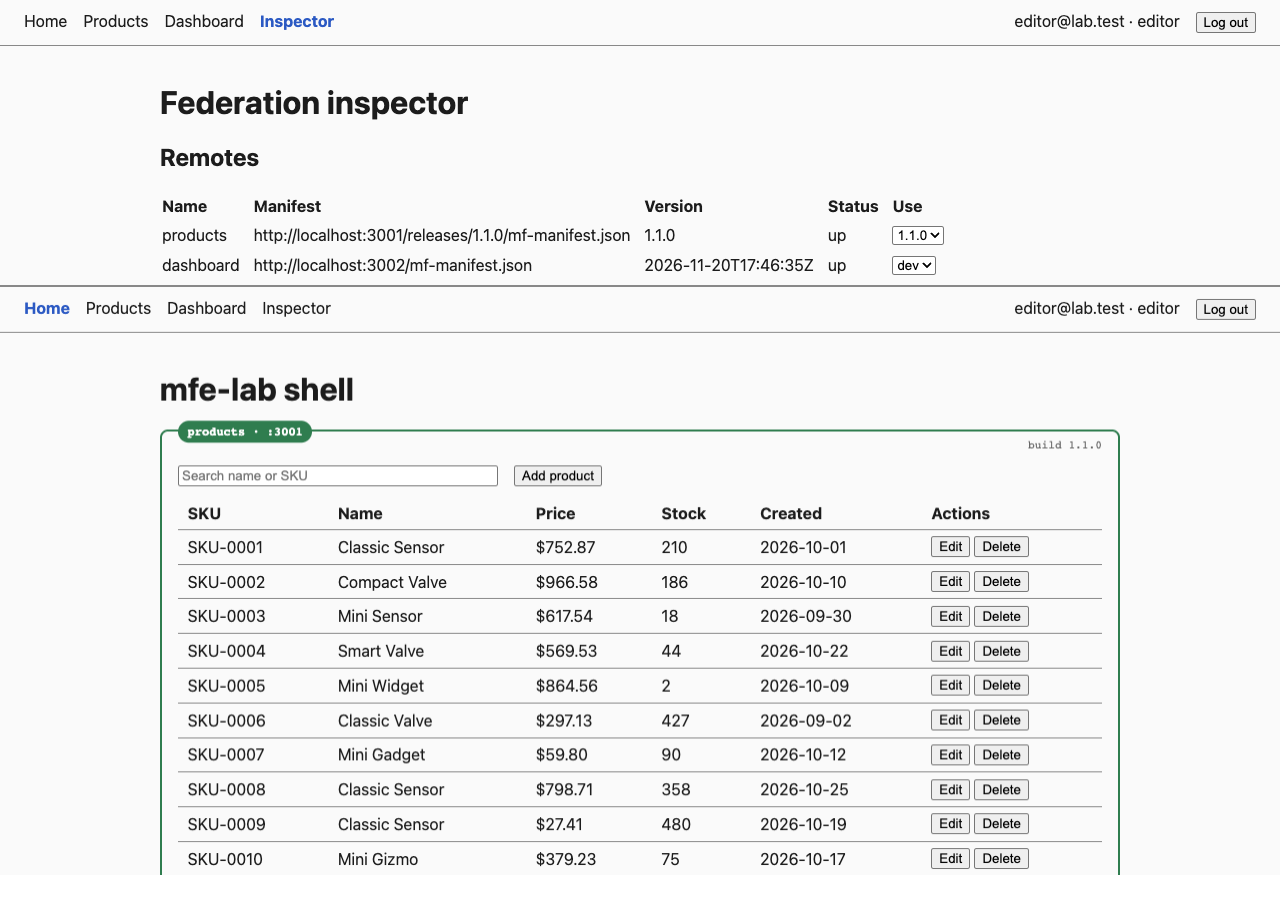 Home Products Dashboard Inspector editor@lab.test · editor Log out
Federation inspector
Remotes
Name Manifest Version Status Use
products http://localhost:3001/releases/1.1.0/mf-manifest.json 1.1.0 up 1.1.0
dashboard http://localhost:3002/mf-manifest.json 2026-11-20T17:46:35Z up dev
Home Products Dashboard Inspector editor@lab.test · editor Log out
mfe-lab shell
products · :3001
build 1.1.0
Search name or SKU Add product
SKU Name Price Stock Created Actions
SKU-0001 Classic Sensor $752.87 210 2026-10-01 Edit Delete
SKU-0002 Compact Valve $966.58 186 2026-10-10 Edit Delete
SKU-0003 Mini Sensor $617.54 18 2026-09-30 Edit Delete
SKU-0004 Smart Valve $569.53 44 2026-10-22 Edit Delete
SKU-0005 Mini Widget $864.56 2 2026-10-09 Edit Delete
SKU-0006 Classic Valve $297.13 427 2026-09-02 Edit Delete
SKU-0007 Mini Gadget $59.80 90 2026-10-12 Edit Delete
SKU-0008 Classic Sensor $798.71 358 2026-10-25 Edit Delete
SKU-0009 Classic Sensor $27.41 480 2026-10-19 Edit Delete
SKU-0010 Mini Gizmo $379.23 75 2026-10-17 Edit Delete